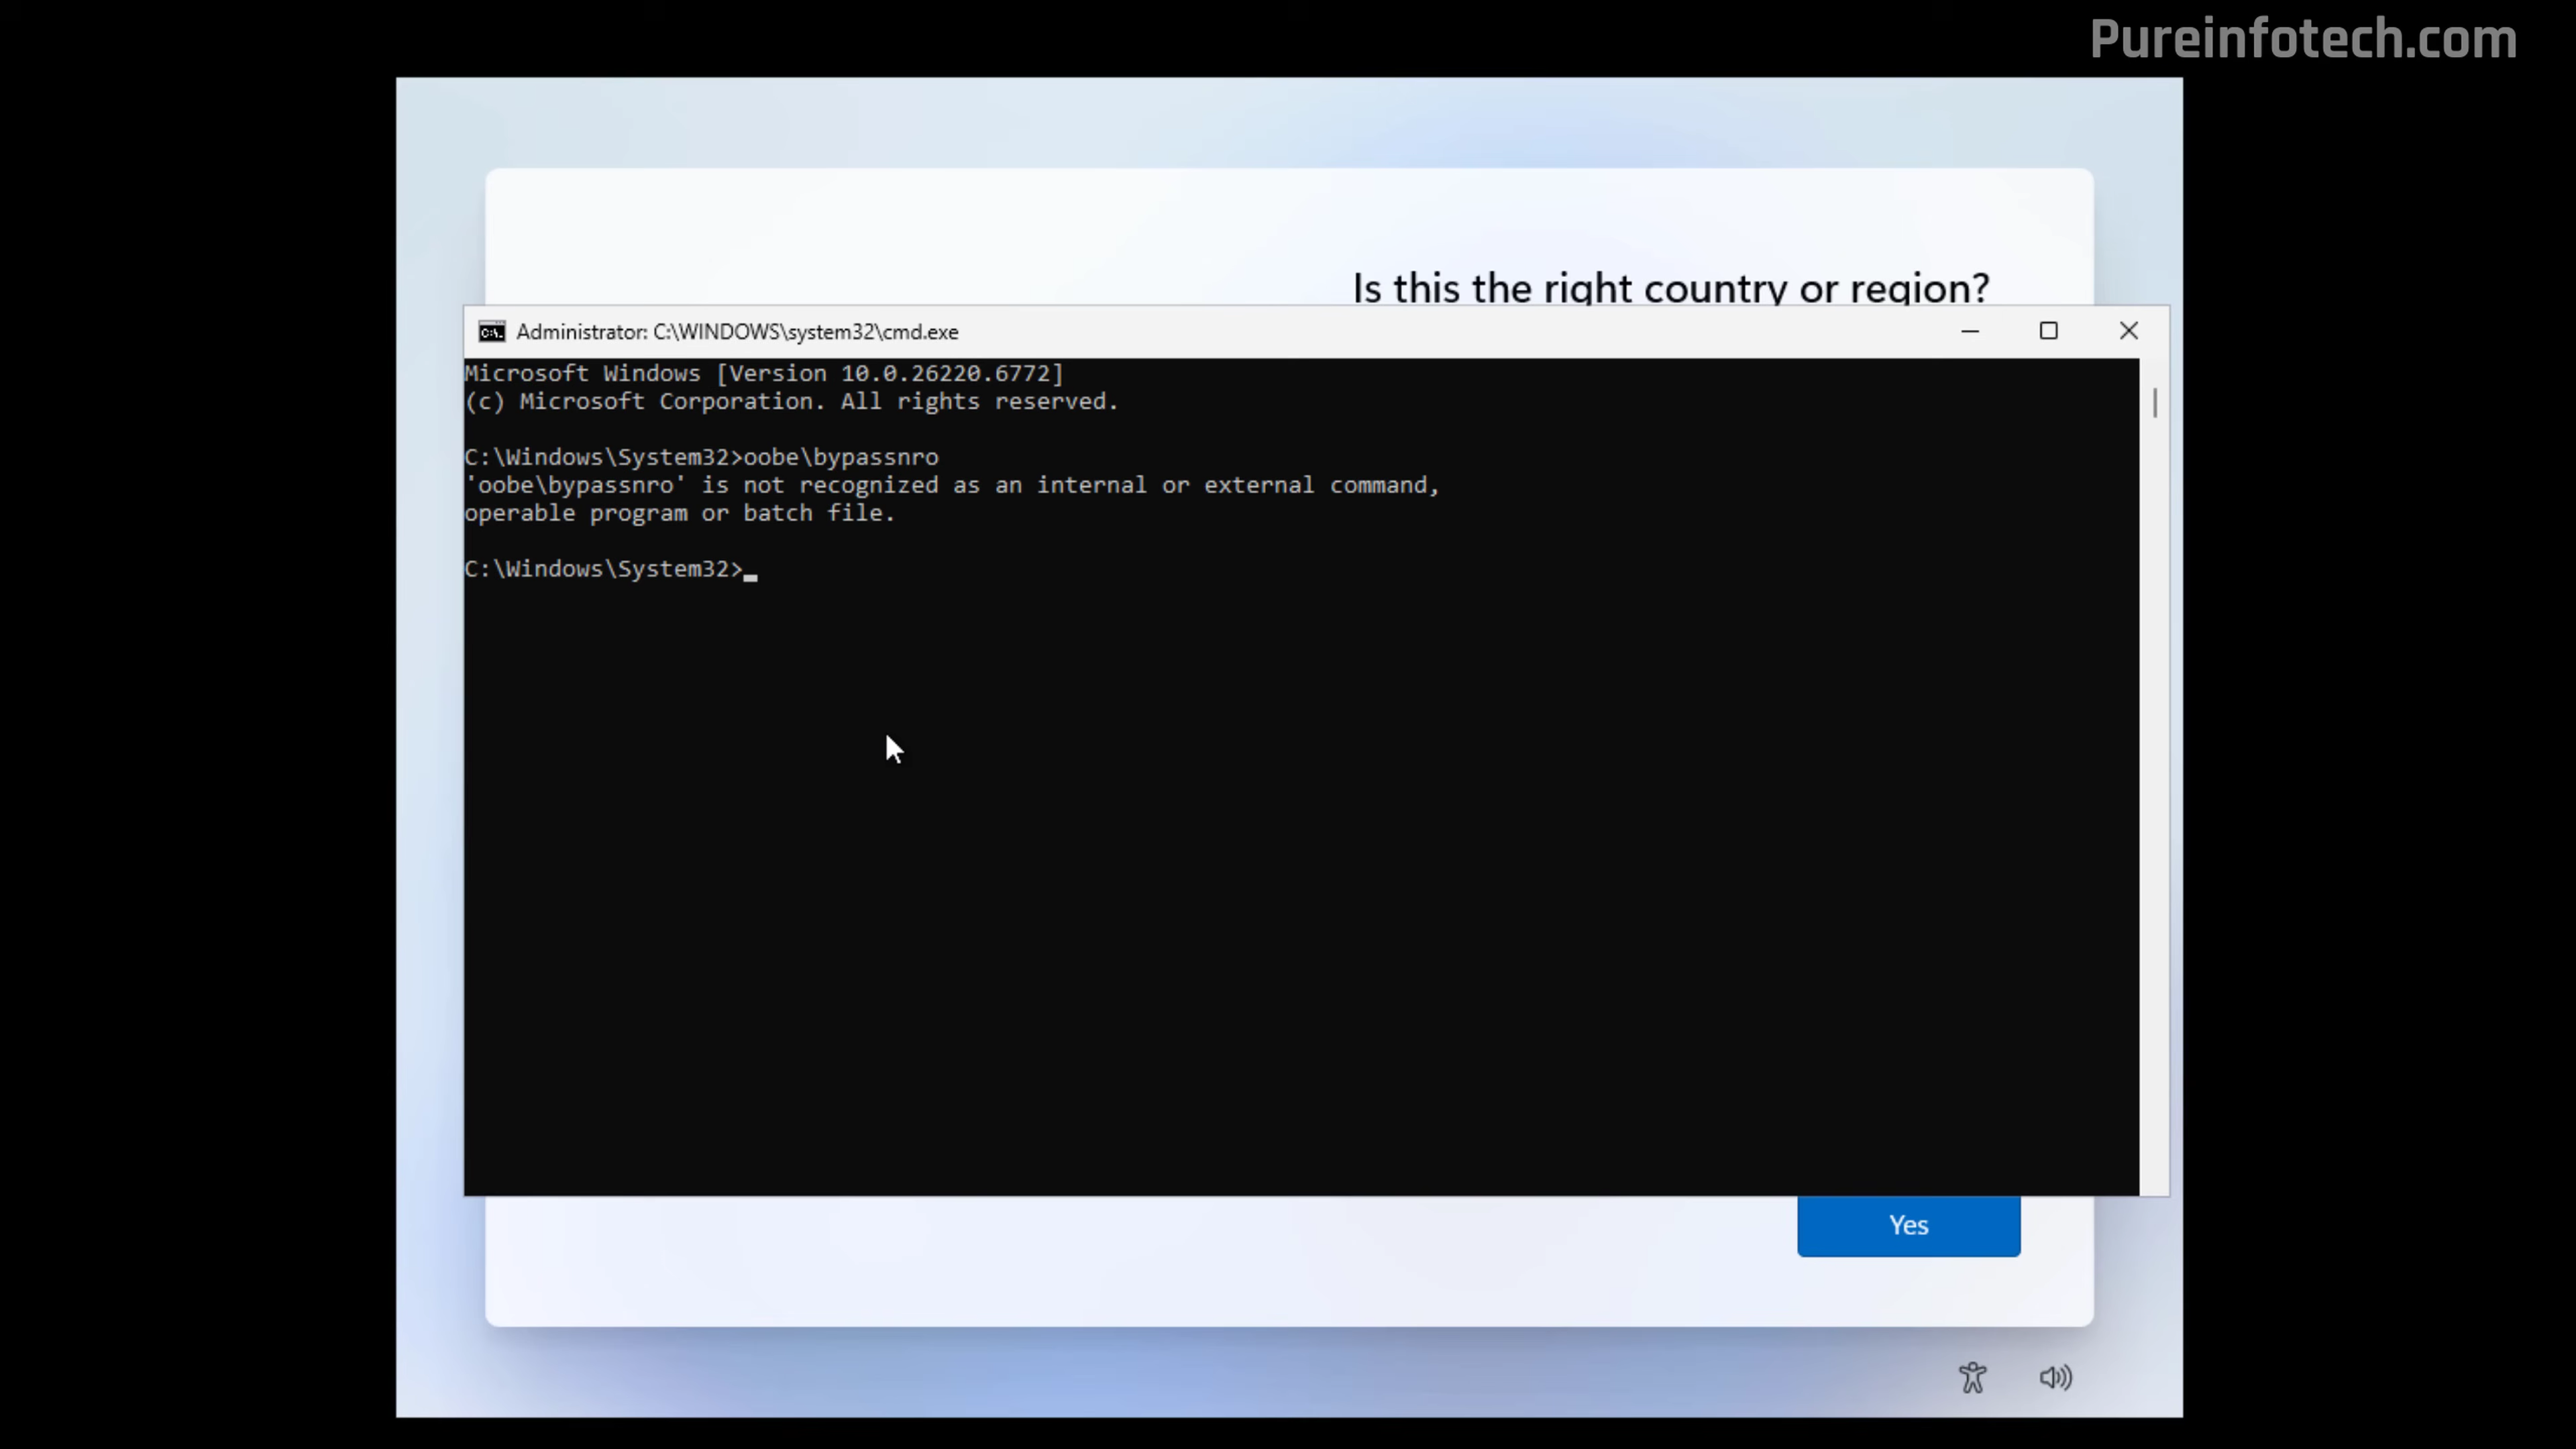 Pureinfotech.com
Is this the right country or region?
Administrator: C:\WINDOWS\system32\cmd.exe
Microsoft Windows [Version 10.0.26220.6772]
(c) Microsoft Corporation. All rights reserved.
C:\Windows\System32>oobe\bypassnro
'oobe\bypassnro' is not recognized as an internal or external command,
operable program or batch file.
C:\Windows\System32>
Yes